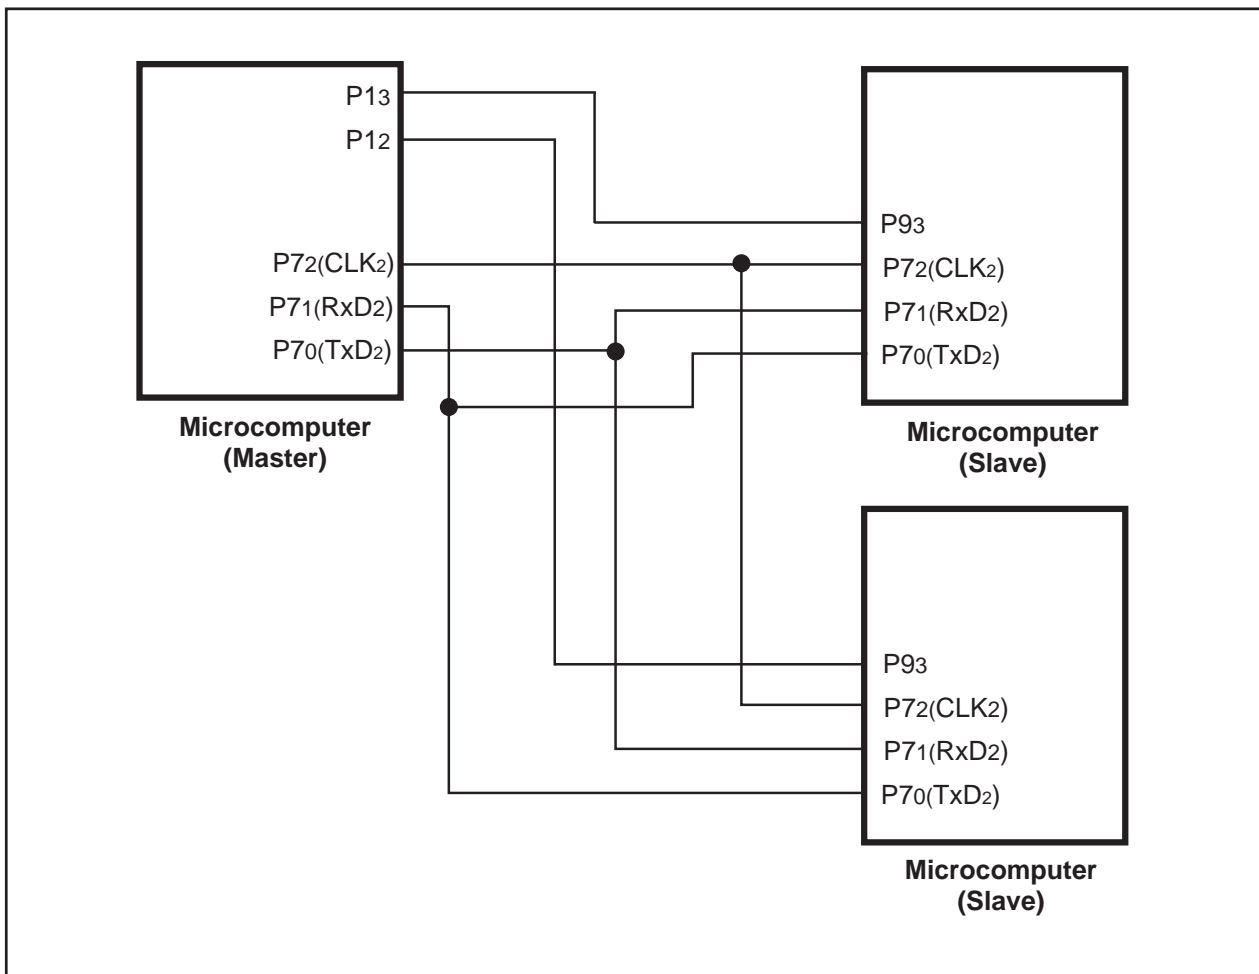 P13
P12
P72(CLK2)
P71(RxD2)
P70(TxD2)
Microcomputer
(Master)
P93
P72(CLK2)
P71(RxD2)
P70(TxD2)
Microcomputer
(Slave)
P93
P72(CLK2)
P71(RxD2)
P70(TxD2)
Microcomputer
(Slave)